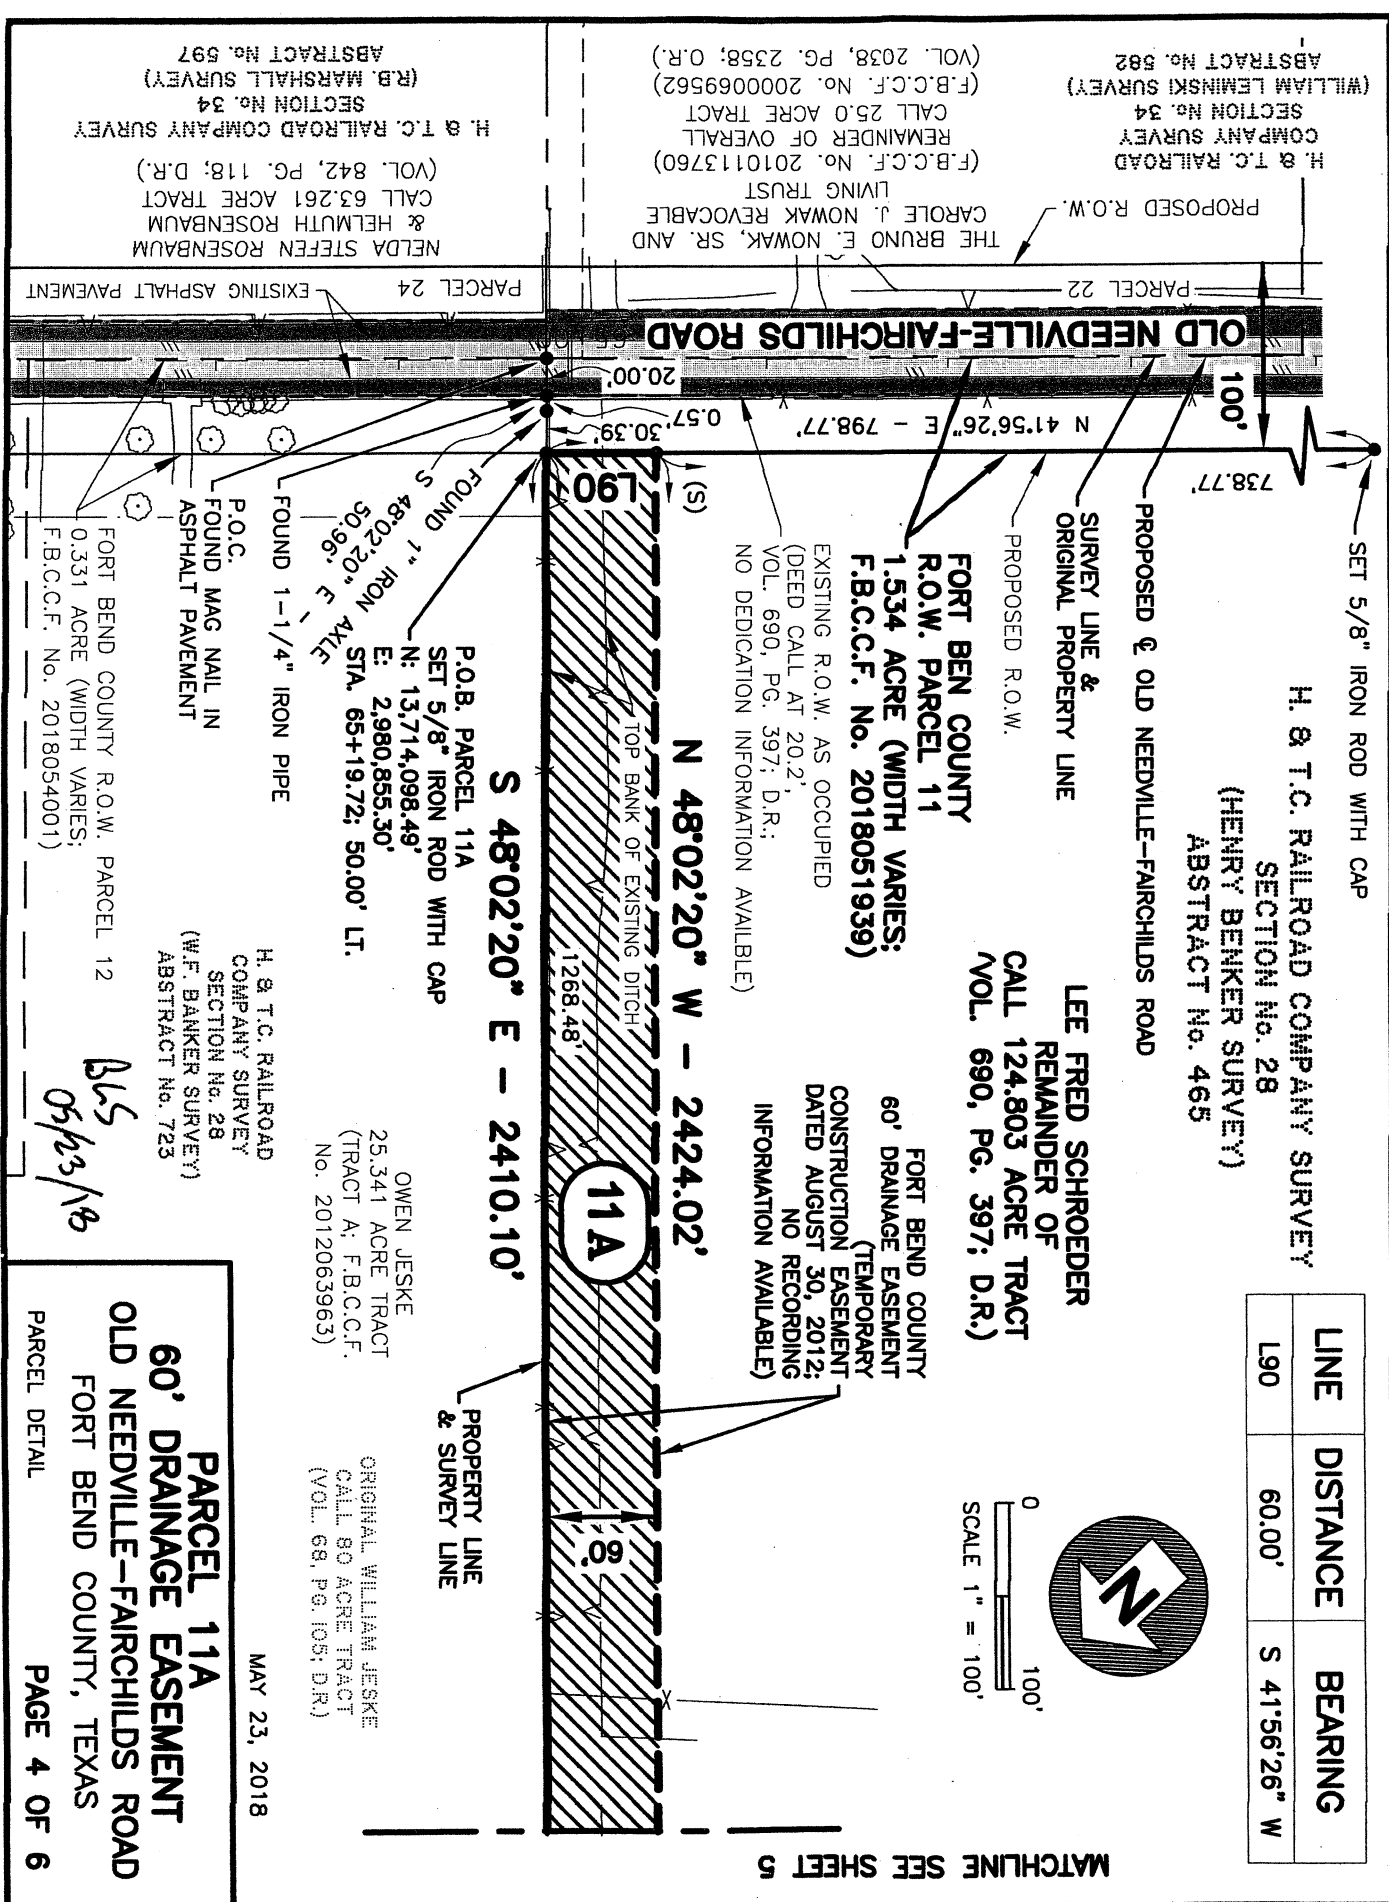 H. & T.C. RAILROAD
COMPANY SURVEY
SECTION No. 34
(WILLIAM LEMINSKI SURVEY)
ABSTRACT No. 582
THE BRUNO E. NOWAK, SR. AND
CAROLE J. NOWAK REVOCABLE
LIVING TRUST
(F.B.C.C.F. No. 2010113760)
REMAINDER OF OVERALL
CALL 25.0 ACRE TRACT
(F.B.C.C.F. No. 2000069562)
(VOL. 2038, PG. 2358; O.R.)
NELDA STEFEN ROSENBAUM
& HELMUTH ROSENBAUM
CALL 63.261 ACRE TRACT
(VOL. 842, PG. 118; D.R.)
H. & T.C. RAILROAD COMPANY SURVEY
SECTION No. 34
(R.B. MARSHALL SURVEY)
ABSTRACT No. 597
PROPOSED R.O.W.
PARCEL 22
PARCEL 24
EXISTING ASPHALT PAVEMENT
OLD NEEDVILLE-FAIRCHILDS ROAD
100'
20.00'
0.57'
30.39'
N 41°56'26" E - 798.77'
738.77'
SET 5/8" IRON ROD WITH CAP
H. & T.C. RAILROAD COMPANY SURVEY
SECTION No. 28
(HENRY BENKER SURVEY)
ABSTRACT No. 465
PROPOSED ℄ OLD NEEDVILLE-FAIRCHILDS ROAD
SURVEY LINE &
ORIGINAL PROPERTY LINE
PROPOSED R.O.W.
LEE FRED SCHROEDER
REMAINDER OF
CALL 124.803 ACRE TRACT
VOL. 690, PG. 397; D.R.)
FORT BEN COUNTY
R.O.W. PARCEL 11
1.534 ACRE (WIDTH VARIES;
F.B.C.C.F. No. 2018051939)
EXISTING R.O.W. AS OCCUPIED
(DEED CALL AT 20.2',
VOL. 690, PG. 397; D.R.;
NO DEDICATION INFORMATION AVAILBLE)
FORT BEND COUNTY
60' DRAINAGE EASEMENT
(TEMPORARY
CONSTRUCTION EASEMENT
DATED AUGUST 30, 2012;
NO RECORDING
INFORMATION AVAILABLE)
(S)
L90
N 48°02'20" W - 2424.02'
TOP BANK OF EXISTING DITCH
1268.48'
11A
60'
S 48°02'20" E - 2410.10'
P.O.B. PARCEL 11A
SET 5/8" IRON ROD WITH CAP
N: 13,714,098.49'
E: 2,980,855.30'
STA. 65+19.72; 50.00' LT.
FOUND 1" IRON AXLE
S 48°02'20" E -
50.96'
FOUND 1-1/4" IRON PIPE
P.O.C.
FOUND MAG NAIL IN
ASPHALT PAVEMENT
PROPERTY LINE
& SURVEY LINE
OWEN JESKE
25.341 ACRE TRACT
(TRACT A; F.B.C.C.F.
No. 2012063963)
ORIGINAL WILLIAM JESKE
CALL 80 ACRE TRACT
(VOL. 68, PG. 105; D.R.)
H. & T.C. RAILROAD
COMPANY SURVEY
SECTION No. 28
(W.F. BANKER SURVEY)
ABSTRACT No. 723
FORT BEND COUNTY R.O.W. PARCEL 12
0.331 ACRE (WIDTH VARIES;
F.B.C.C.F. No. 2018054001)
BLS
05/23/18
LINE DISTANCE BEARING
L90 60.00' S 41°56'26" W
N
0 100'
SCALE 1" = 100'
MATCHLINE SEE SHEET 5
MAY 23, 2018
PARCEL 11A
60' DRAINAGE EASEMENT
OLD NEEDVILLE-FAIRCHILDS ROAD
FORT BEND COUNTY, TEXAS
PARCEL DETAIL PAGE 4 OF 6